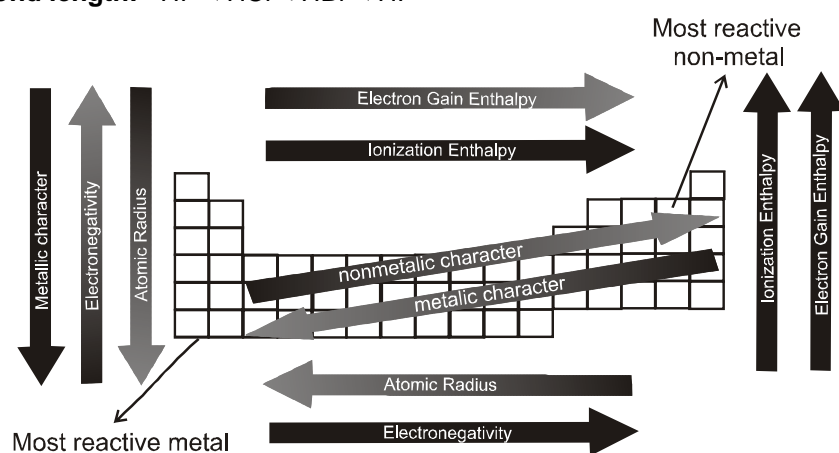 Most reactive
non-metal
Electron Gain Enthalpy
Ionization Enthalpy
Metallic character
Electronegativity
Atomic Radius
nonmetalic character
metalic character
Ionization Enthalpy
Electron Gain Enthalpy
Atomic Radius
Electronegativity
Most reactive metal